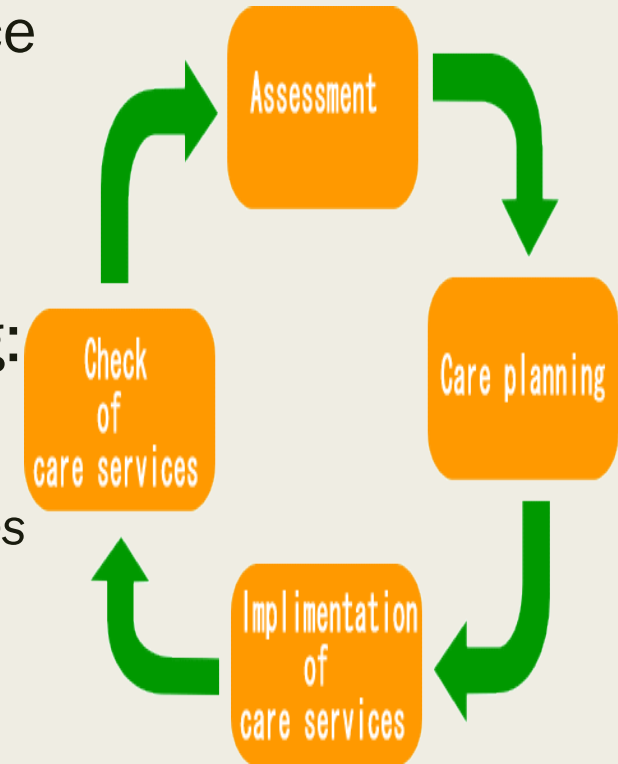 Assessment
Care planning
Check
of
care services
Implimentation
of
care services